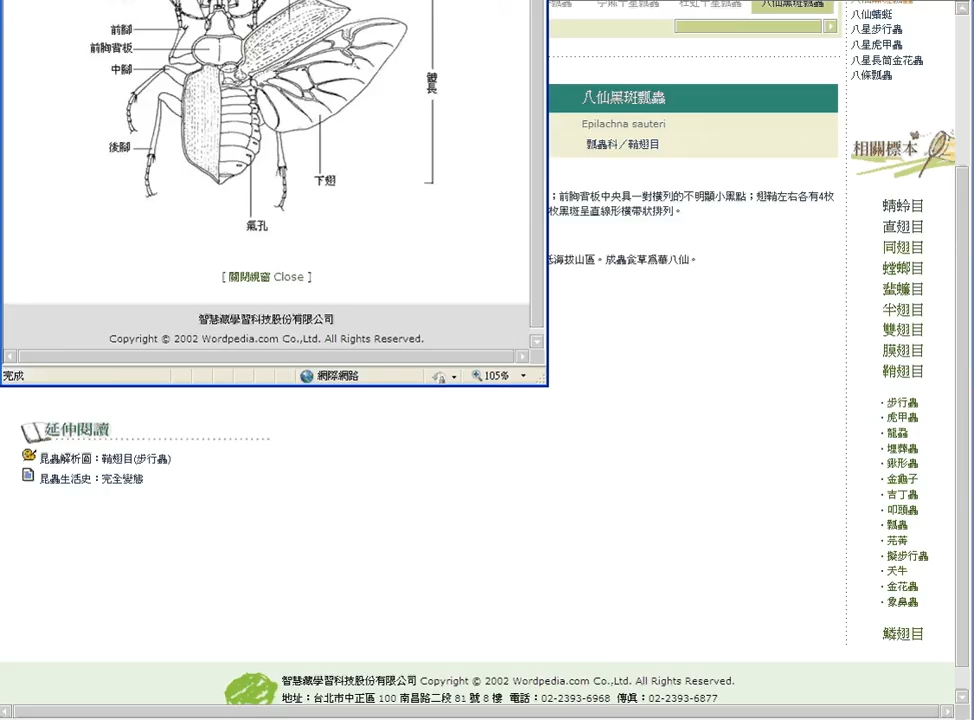 前腳
前胸背板
中腳
體長
後腳
下翅
氣孔
[ 關閉視窗 Close ]
智慧藏學習科技股份有限公司
Copyright © 2002 Wordpedia.com Co.,Ltd. All Rights Reserved.
完成
網際網路
105%
八仙黑斑瓢蟲
八仙黑斑瓢蟲
Epilachna sauteri
瓢蟲科／鞘翅目
；前胸背板中央具一對橫列的不明顯小黑點；翅鞘左右各有4枚
枚黑斑呈直線形橫帶狀排列。
低海拔山區。成蟲食草為華八仙。
八仙黑斑瓢蟲
八仙蟾蜍
八星步行蟲
八星虎甲蟲
八星長筒金花蟲
八條瓢蟲
相關標本
蜻蛉目
直翅目
同翅目
螳螂目
蜚蠊目
半翅目
雙翅目
膜翅目
鞘翅目
・步行蟲
・虎甲蟲
・龍蝨
・埋葬蟲
・鍬形蟲
・金龜子
・吉丁蟲
・叩頭蟲
・瓢蟲
・芫菁
・擬步行蟲
・天牛
・金花蟲
・象鼻蟲
鱗翅目
延伸閱讀
昆蟲解析圖：鞘翅目(步行蟲)
昆蟲生活史：完全變態
智慧藏學習科技股份有限公司 Copyright © 2002 Wordpedia.com Co.,Ltd. All Rights Reserved.
地址：台北市中正區 100 南昌路二段 81 號 8 樓 電話：02-2393-6968 傳真：02-2393-6877